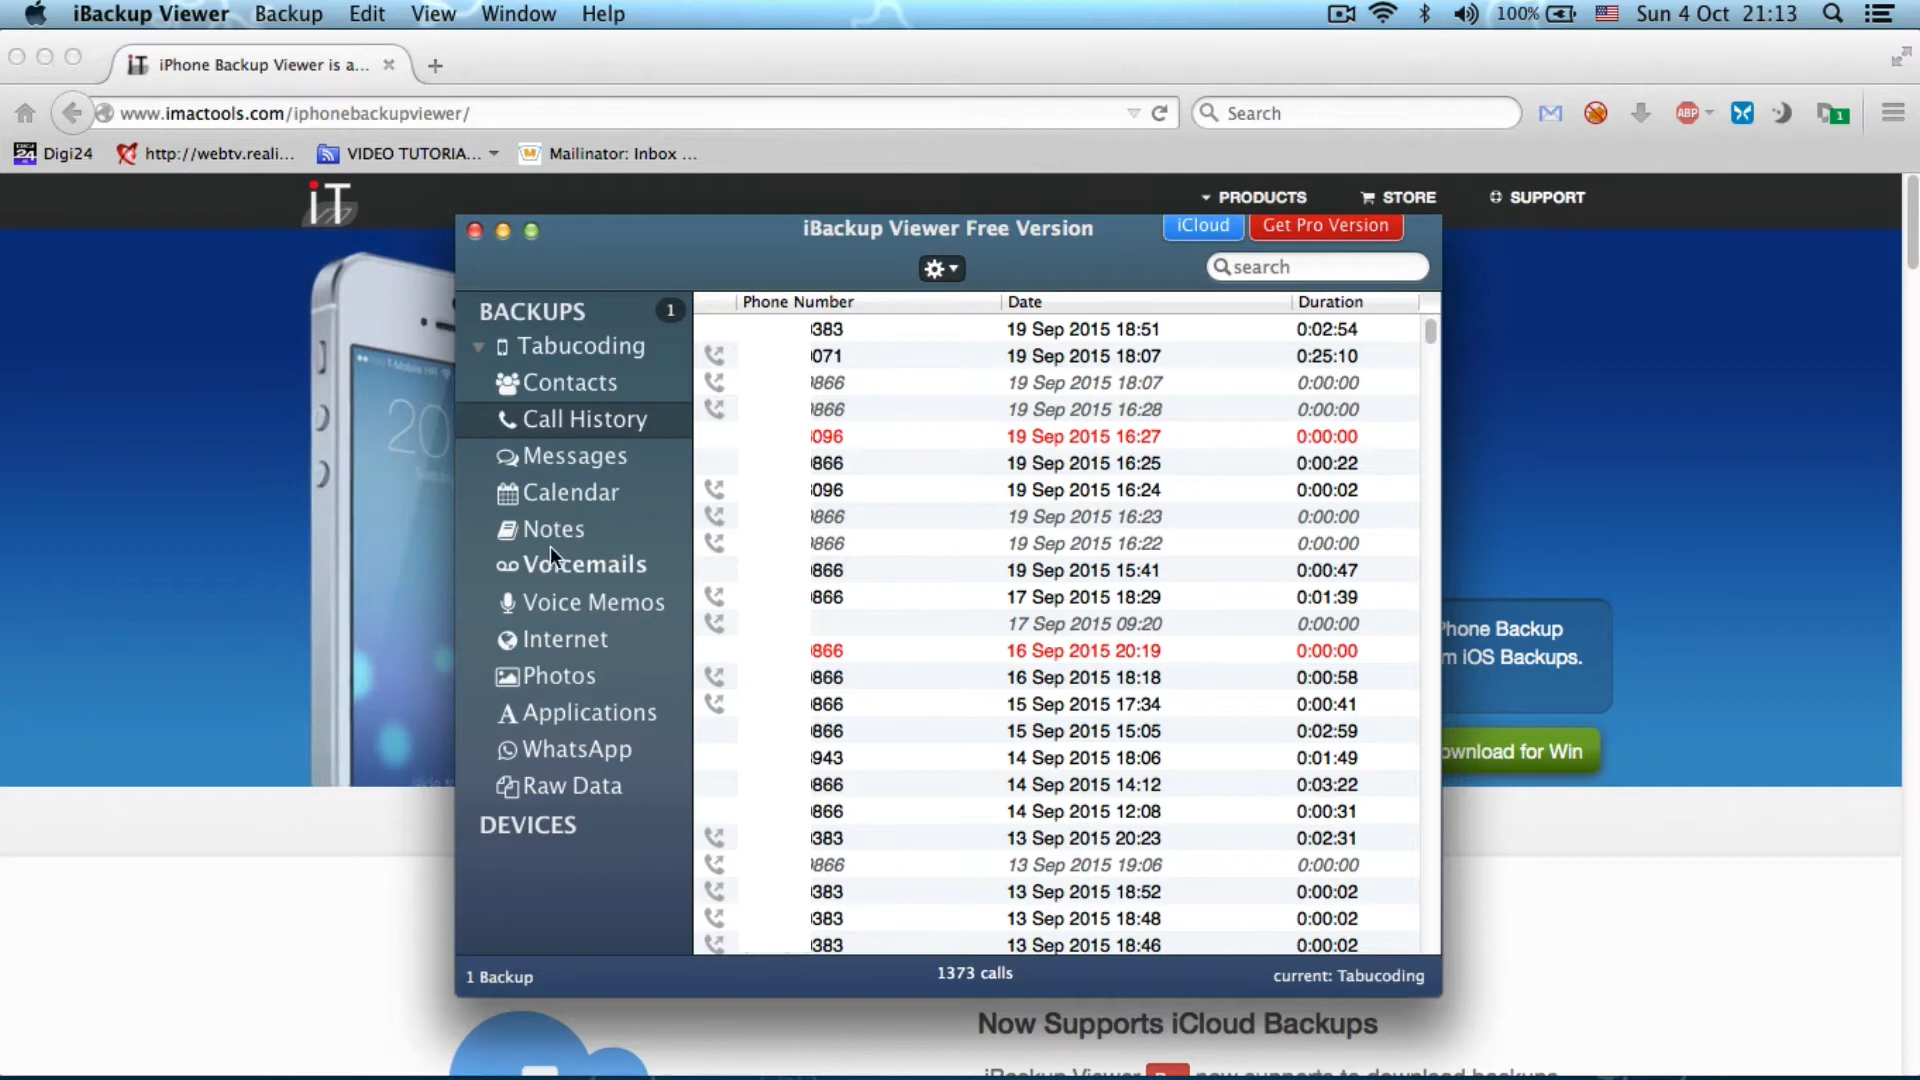 iBackup Viewer Backup Edit View Window Help 100% Sun 4 Oct 21:13
iPhone Backup Viewer is a...
www.imactools.com/iphonebackupviewer/ Search ABP 1
DIGI 24 Digi24 http://webtv.reali... VIDEO TUTORIA... Mailinator: Inbox ...
iT PRODUCTS STORE SUPPORT
iBackup Viewer Free Version iCloud Get Pro Version
search
BACKUPS 1
Tabucoding
Contacts
Call History
Messages
Calendar
Notes
Voicemails
Voice Memos
Internet
Photos
Applications
WhatsApp
Raw Data
DEVICES
Phone Number Date Duration
383 19 Sep 2015 18:51 0:02:54
071 19 Sep 2015 18:07 0:25:10
866 19 Sep 2015 18:07 0:00:00
866 19 Sep 2015 16:28 0:00:00
096 19 Sep 2015 16:27 0:00:00
866 19 Sep 2015 16:25 0:00:22
096 19 Sep 2015 16:24 0:00:02
866 19 Sep 2015 16:23 0:00:00
866 19 Sep 2015 16:22 0:00:00
866 19 Sep 2015 15:41 0:00:47
866 17 Sep 2015 18:29 0:01:39
17 Sep 2015 09:20 0:00:00
866 16 Sep 2015 20:19 0:00:00
866 16 Sep 2015 18:18 0:00:58
866 15 Sep 2015 17:34 0:00:41
866 15 Sep 2015 15:05 0:02:59
943 14 Sep 2015 18:06 0:01:49
866 14 Sep 2015 14:12 0:03:22
866 14 Sep 2015 12:08 0:00:31
383 13 Sep 2015 20:23 0:02:31
866 13 Sep 2015 19:06 0:00:00
383 13 Sep 2015 18:52 0:00:02
383 13 Sep 2015 18:48 0:00:02
383 13 Sep 2015 18:46 0:00:02
1 Backup 1373 calls current: Tabucoding
Phone Backup
m iOS Backups.
ownload for Win
Now Supports iCloud Backups
iBackup Viewer now supports to download backups